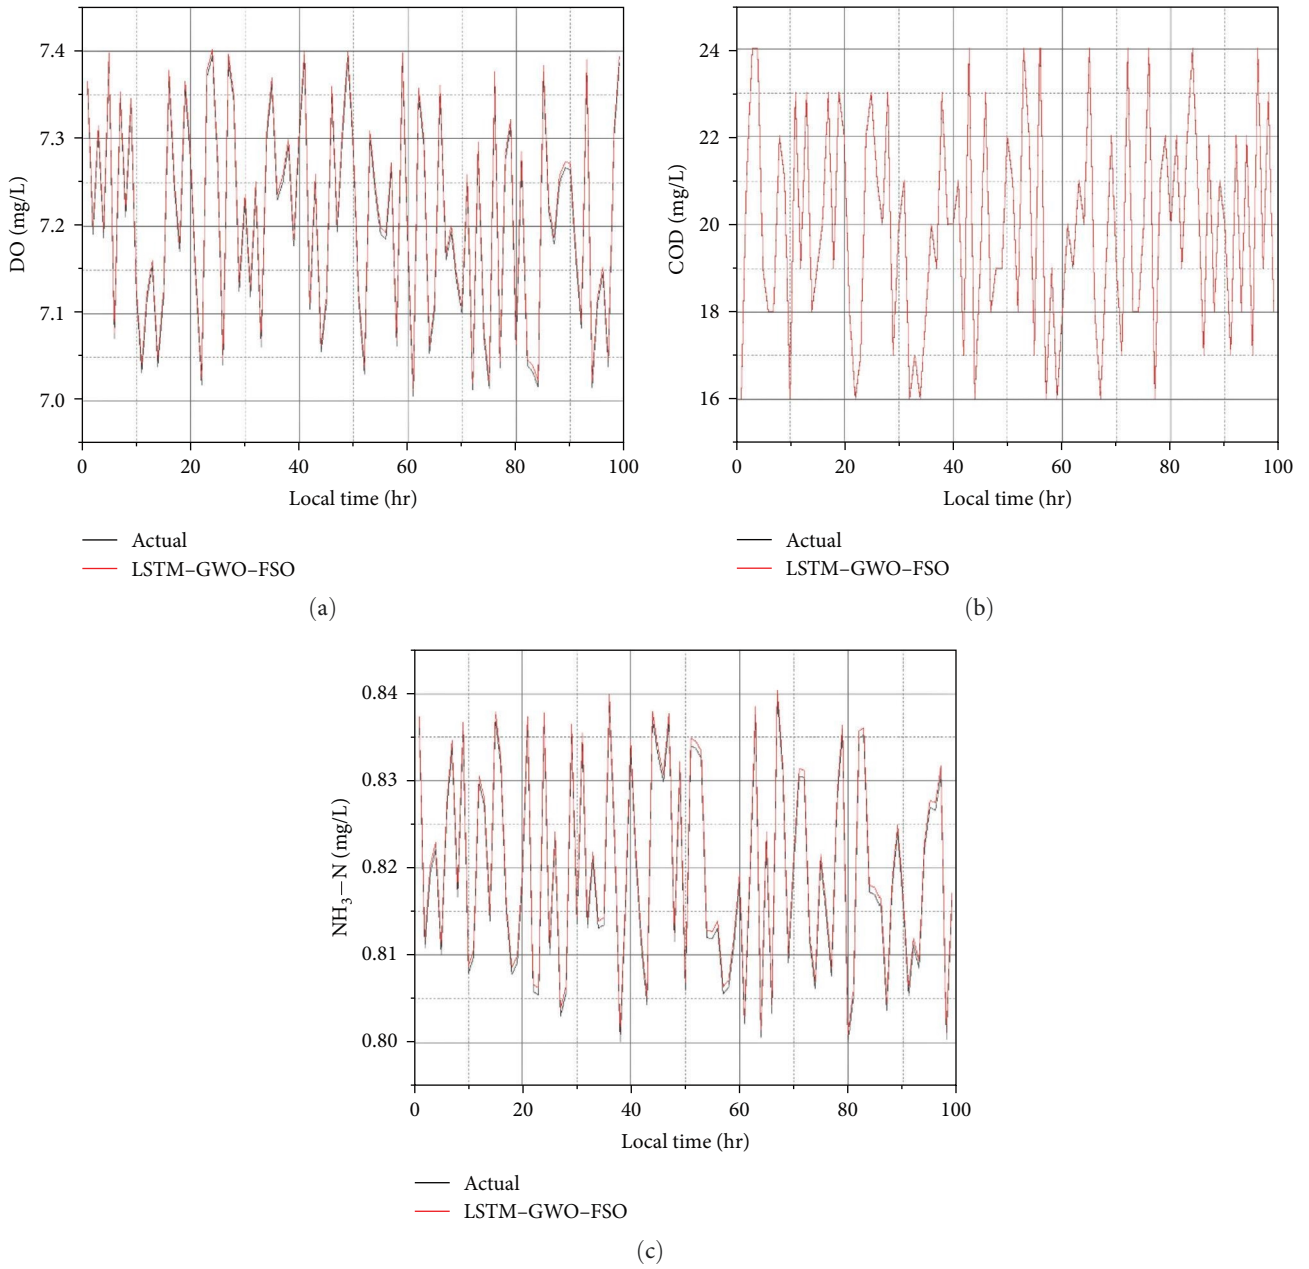 7.4
7.3
7.2
7.1
7.0
DO (mg/L)
0 20 40 60 80 100
Local time (hr)
Actual
LSTM–GWO–FSO
(a)
24
22
20
18
16
COD (mg/L)
0 20 40 60 80 100
Local time (hr)
Actual
LSTM–GWO–FSO
(b)
0.84
0.83
0.82
0.81
0.80
NH₃−N (mg/L)
0 20 40 60 80 100
Local time (hr)
Actual
LSTM–GWO–FSO
(c)